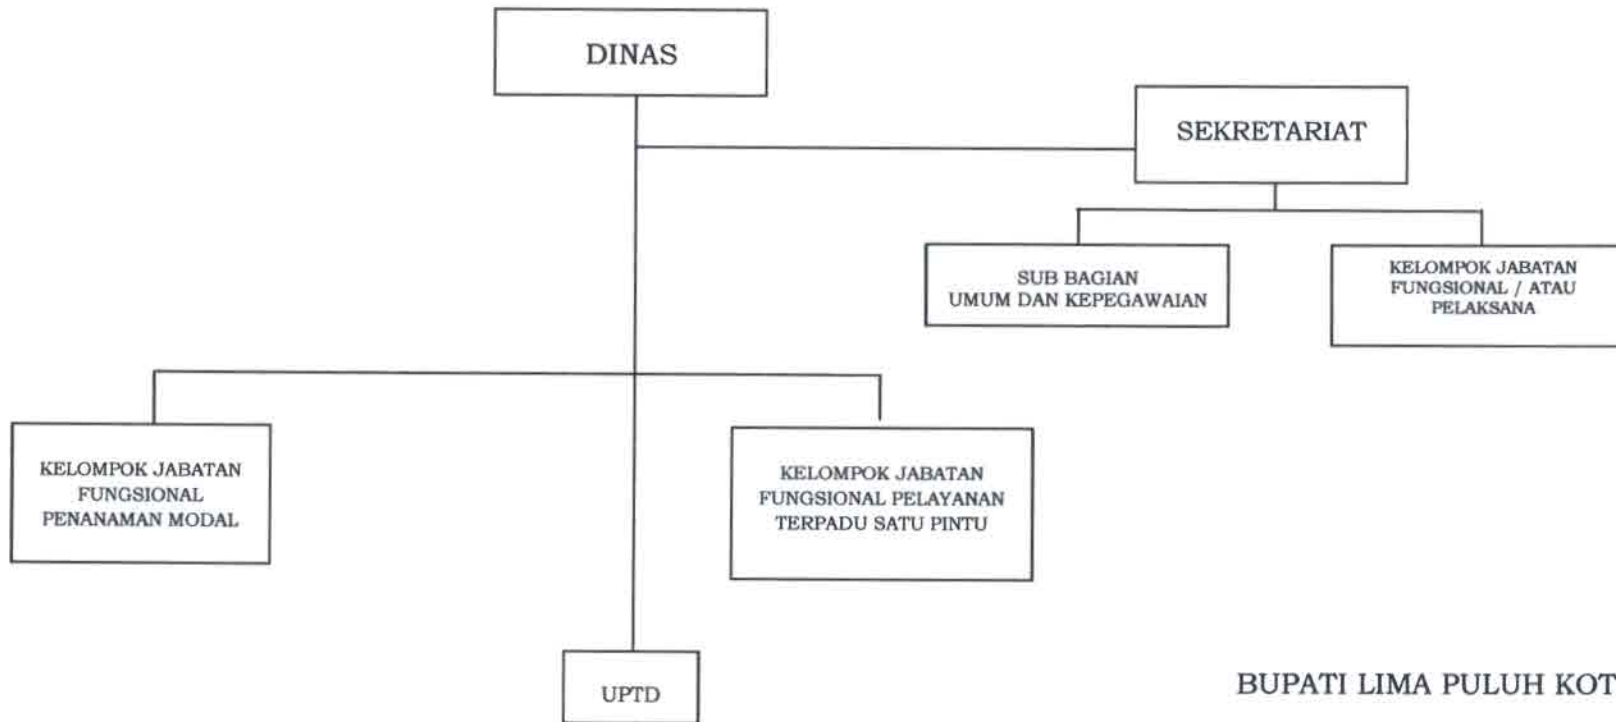 DINAS
SEKRETARIAT
SUB BAGIAN
UMUM DAN KEPEGAWAIAN
KELOMPOK JABATAN
FUNGSIONAL / ATAU
PELAKSANA
KELOMPOK JABATAN
FUNGSIONAL
PENANAMAN MODAL
KELOMPOK JABATAN
FUNGSIONAL PELAYANAN
TERPADU SATU PINTU
UPTD
BUPATI LIMA PULUH KOT